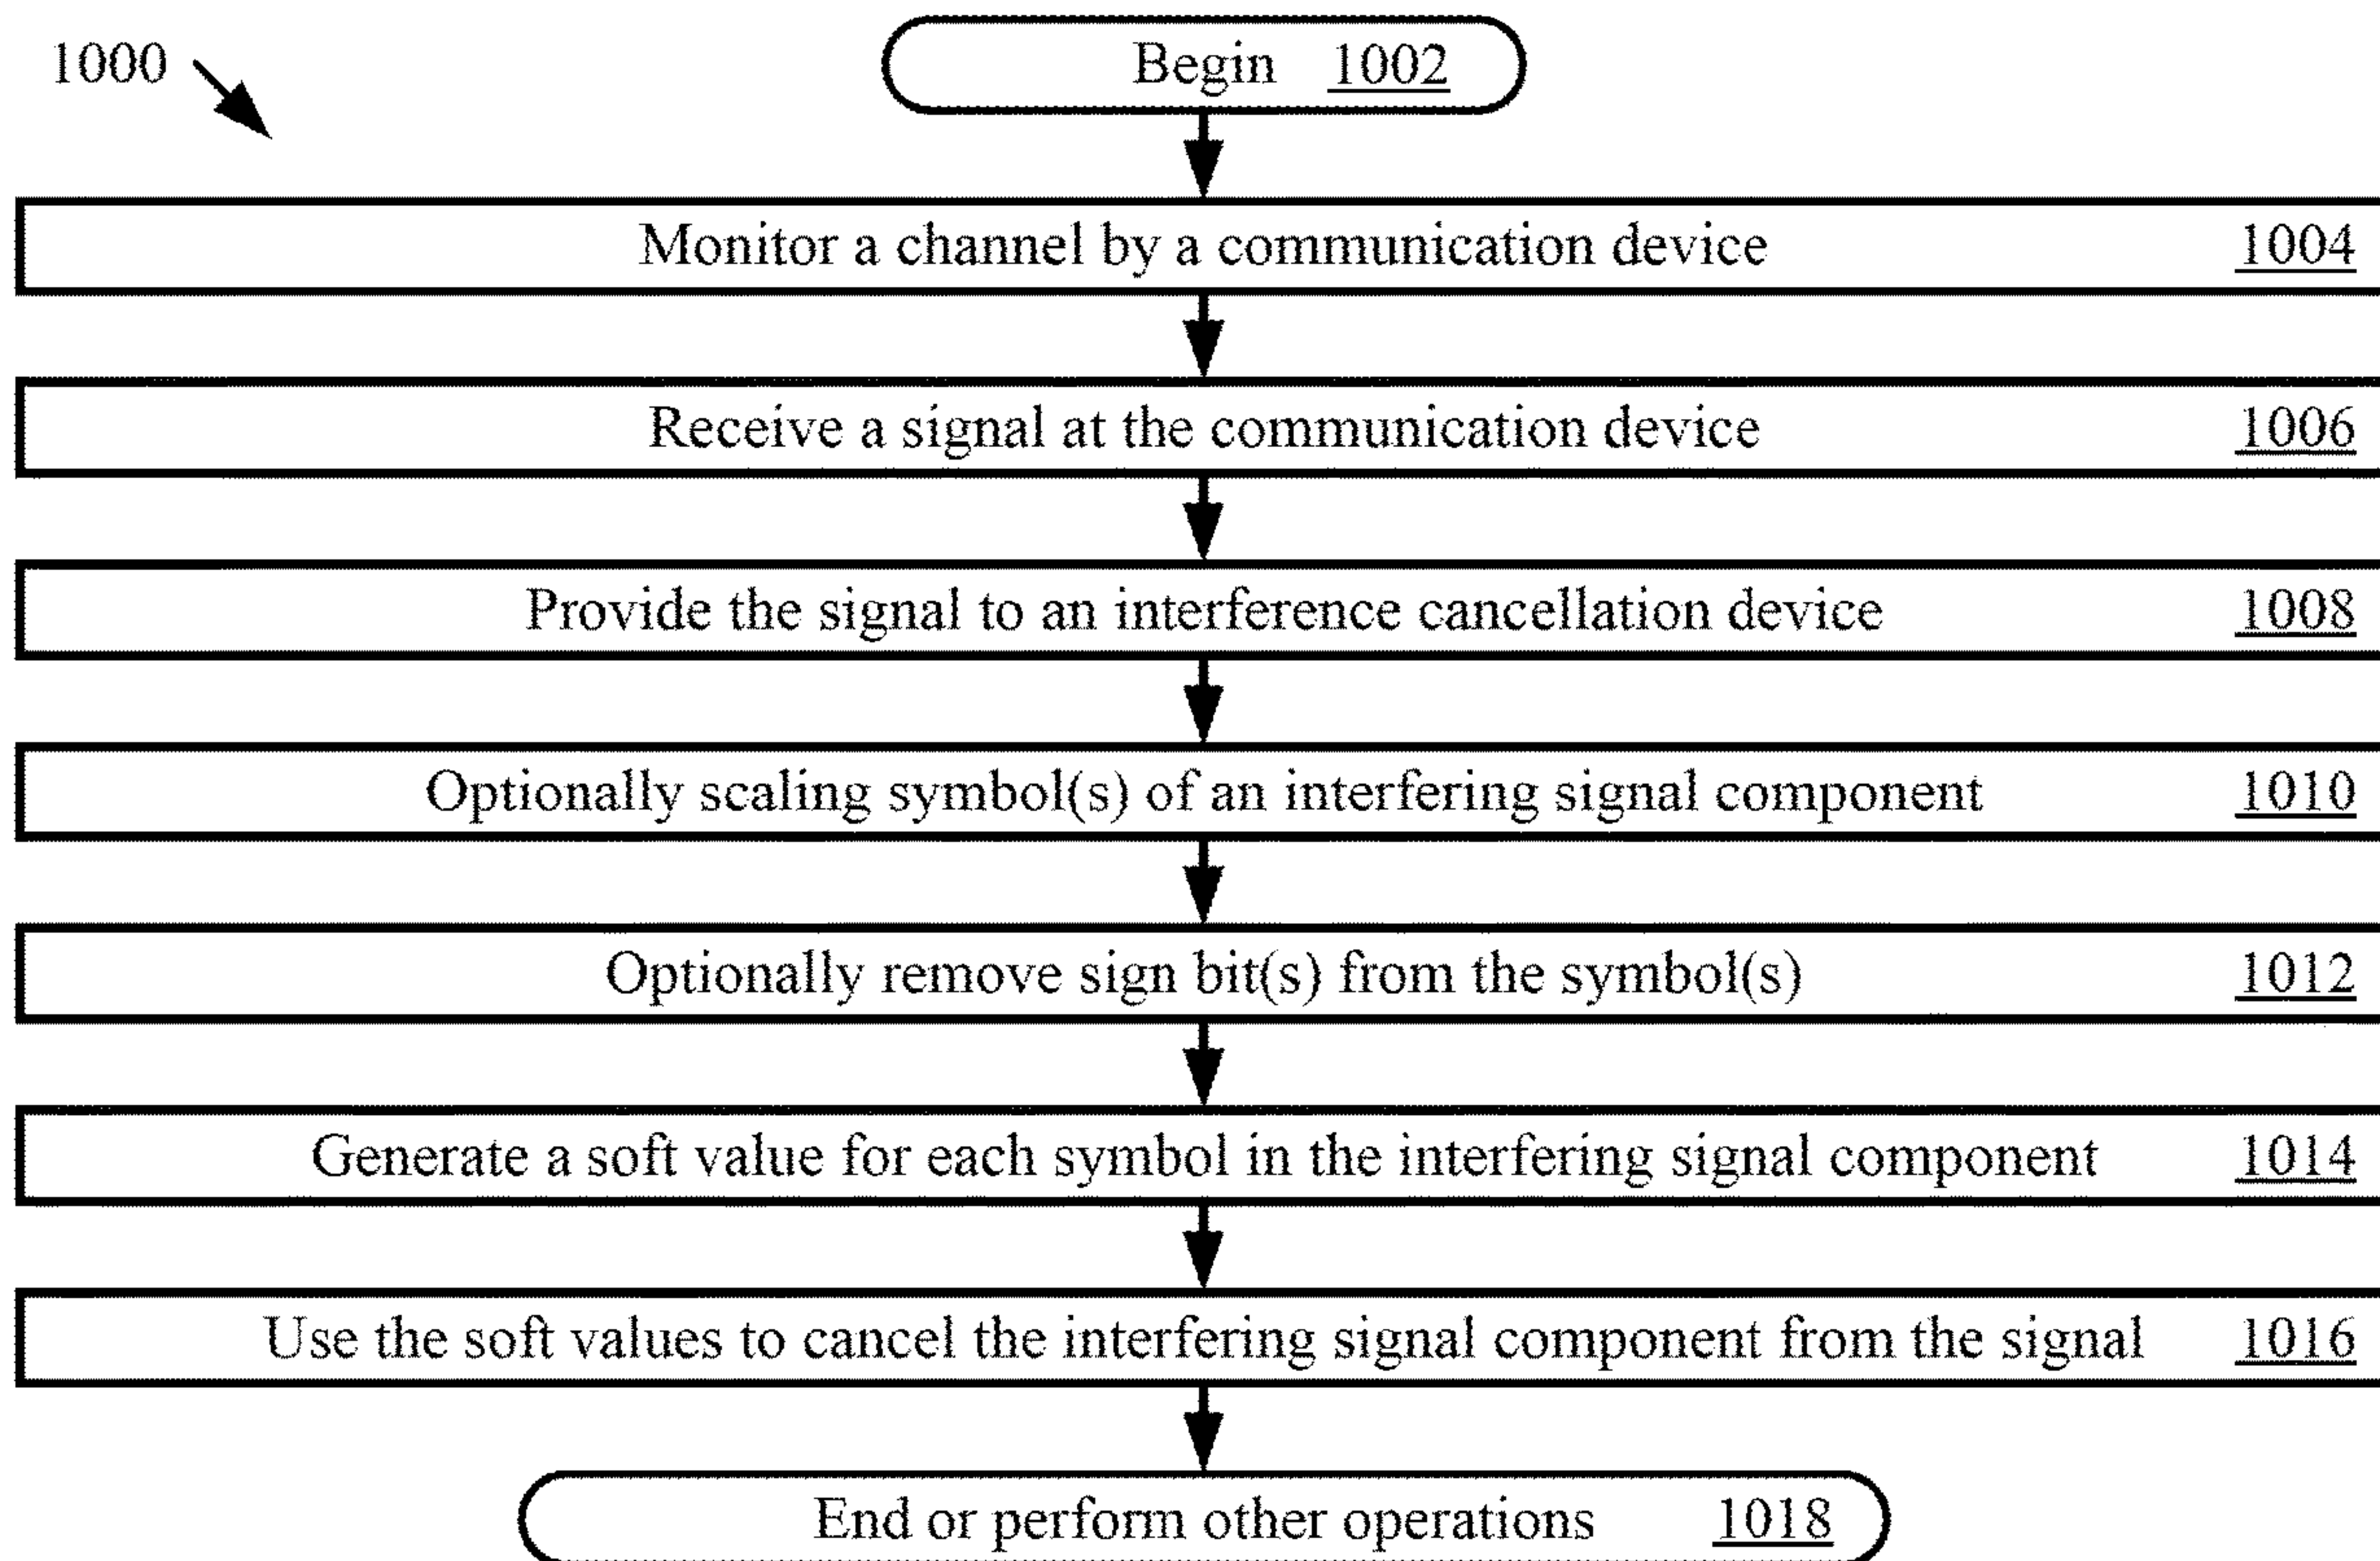 1000
Begin 1002
Monitor a channel by a communication device 1004
Receive a signal at the communication device 1006
Provide the signal to an interference cancellation device 1008
Optionally scaling symbol(s) of an interfering signal component 1010
Optionally remove sign bit(s) from the symbol(s) 1012
Generate a soft value for each symbol in the interfering signal component 1014
Use the soft values to cancel the interfering signal component from the signal 1016
End or perform other operations 1018